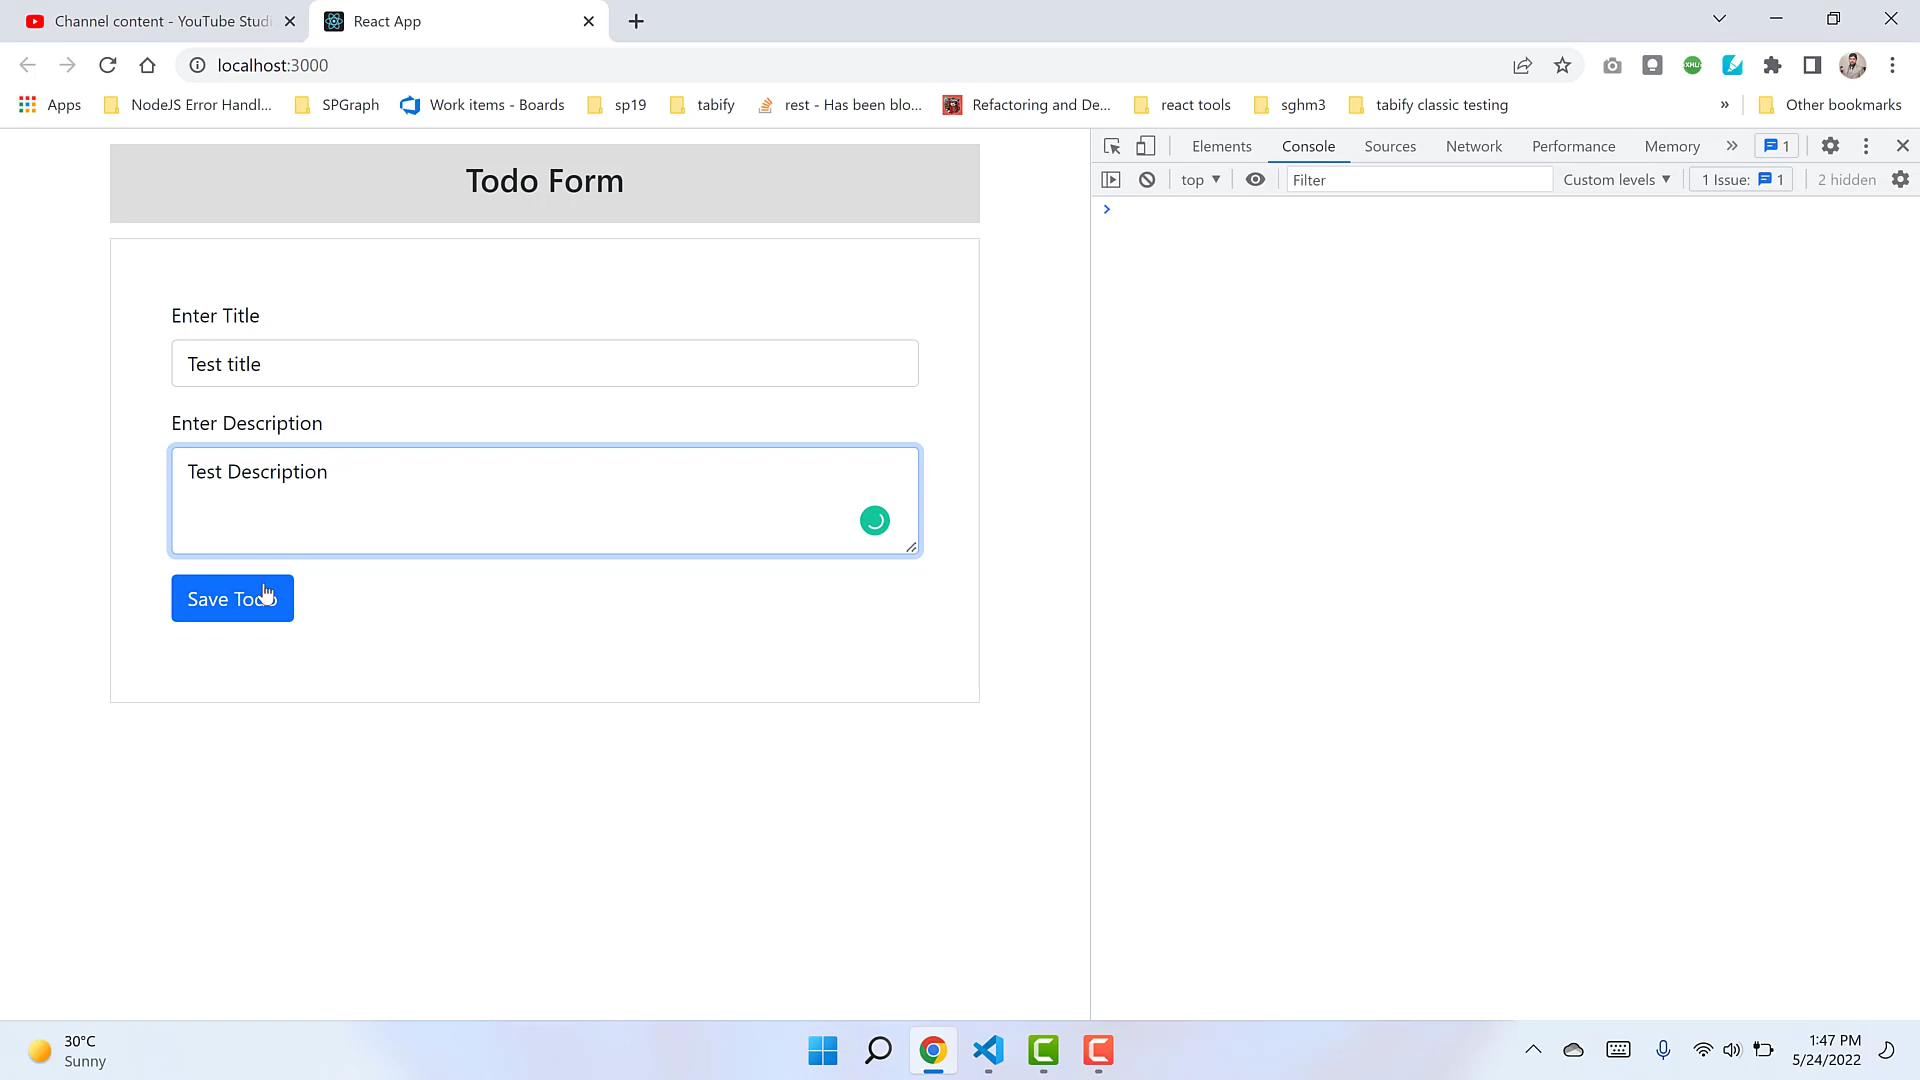 Channel content - YouTube Studi
React App
localhost:3000
Apps
NodeJS Error Handl...
SPGraph
Work items - Boards
sp19
tabify
rest - Has been blo...
Refactoring and De...
react tools
sghm3
tabify classic testing
»
Other bookmarks
Todo Form
Enter Title
Test title
Enter Description
Test Description
Save Todo
Elements
Console
Sources
Network
Performance
Memory
»
1
top
Filter
Custom levels
1 Issue: 1
2 hidden
>
30°C
Sunny
1:47 PM
5/24/2022